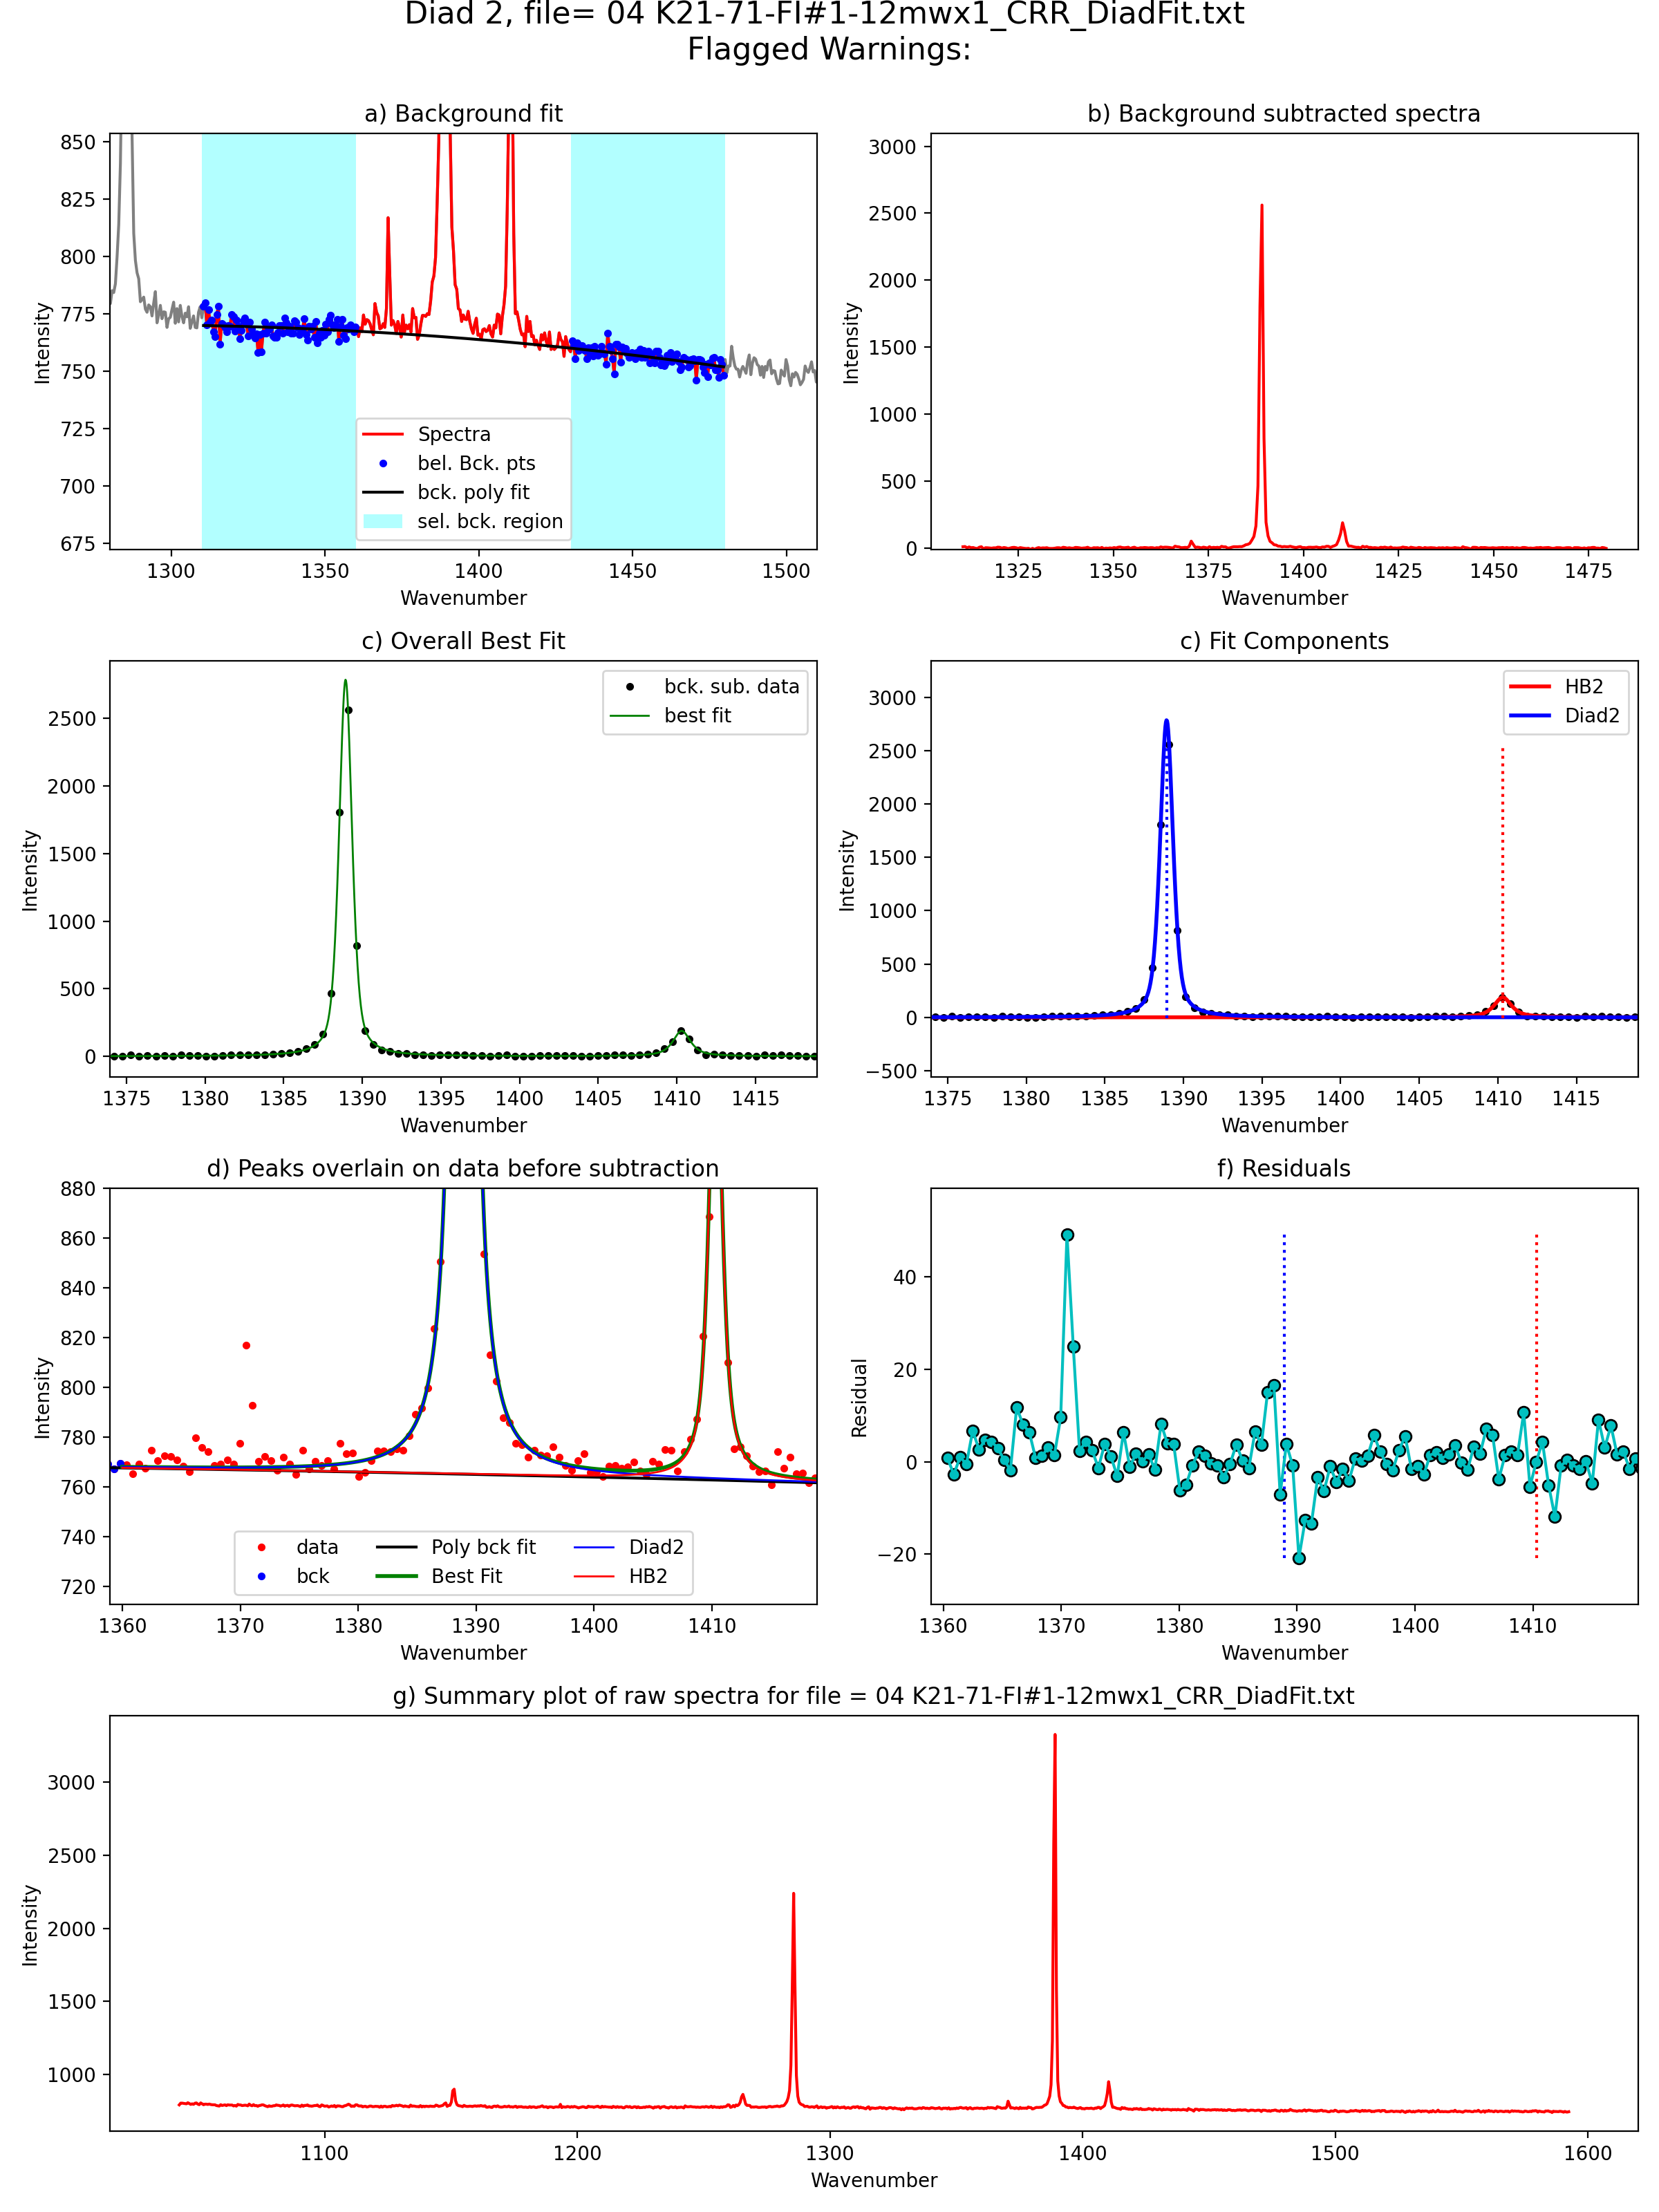 Diad 2, file= 04 K21-71-FI#1-12mwx1_CRR_DiadFit.txt
Flagged Warnings:
a) Background fit
850
825
800
775
750
725
700
675
Intensity
Spectra
bel. Bck. pts
bck. poly fit
sel. bck. region
1300 1350 1400 1450 1500
Wavenumber
b) Background subtracted spectra
3000
2500
2000
1500
1000
500
0
Intensity
1325 1350 1375 1400 1425 1450 1475
Wavenumber
c) Overall Best Fit
2500
2000
1500
1000
500
0
Intensity
bck. sub. data
best fit
1375 1380 1385 1390 1395 1400 1405 1410 1415
Wavenumber
c) Fit Components
3000
2500
2000
1500
1000
500
0
−500
Intensity
HB2
Diad2
1375 1380 1385 1390 1395 1400 1405 1410 1415
Wavenumber
d) Peaks overlain on data before subtraction
880
860
840
820
800
780
760
740
720
Intensity
data Poly bck fit Diad2
bck Best Fit HB2
1360 1370 1380 1390 1400 1410
Wavenumber
f) Residuals
40
20
0
−20
Residual
1360 1370 1380 1390 1400 1410
Wavenumber
g) Summary plot of raw spectra for file = 04 K21-71-FI#1-12mwx1_CRR_DiadFit.txt
3000
2500
2000
1500
1000
Intensity
1100 1200 1300 1400 1500 1600
Wavenumber